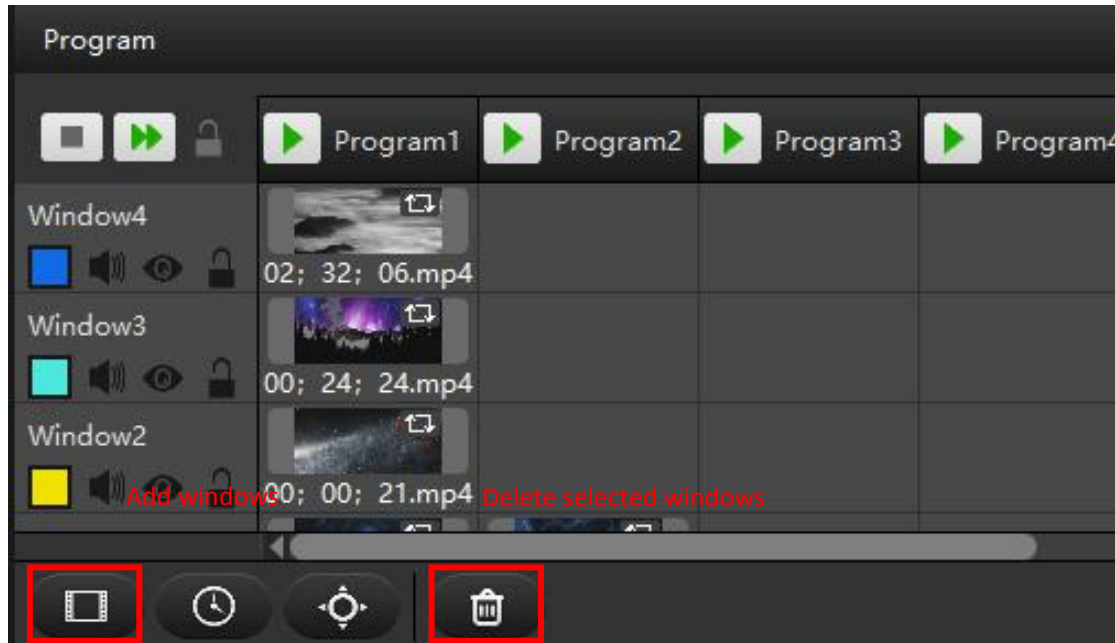 Program
Program1 Program2 Program3 Program4
Window4
02; 32; 06.mp4
Window3
00; 24; 24.mp4
Window2
00; 00; 21.mp4
Add windows
Delete selected windows